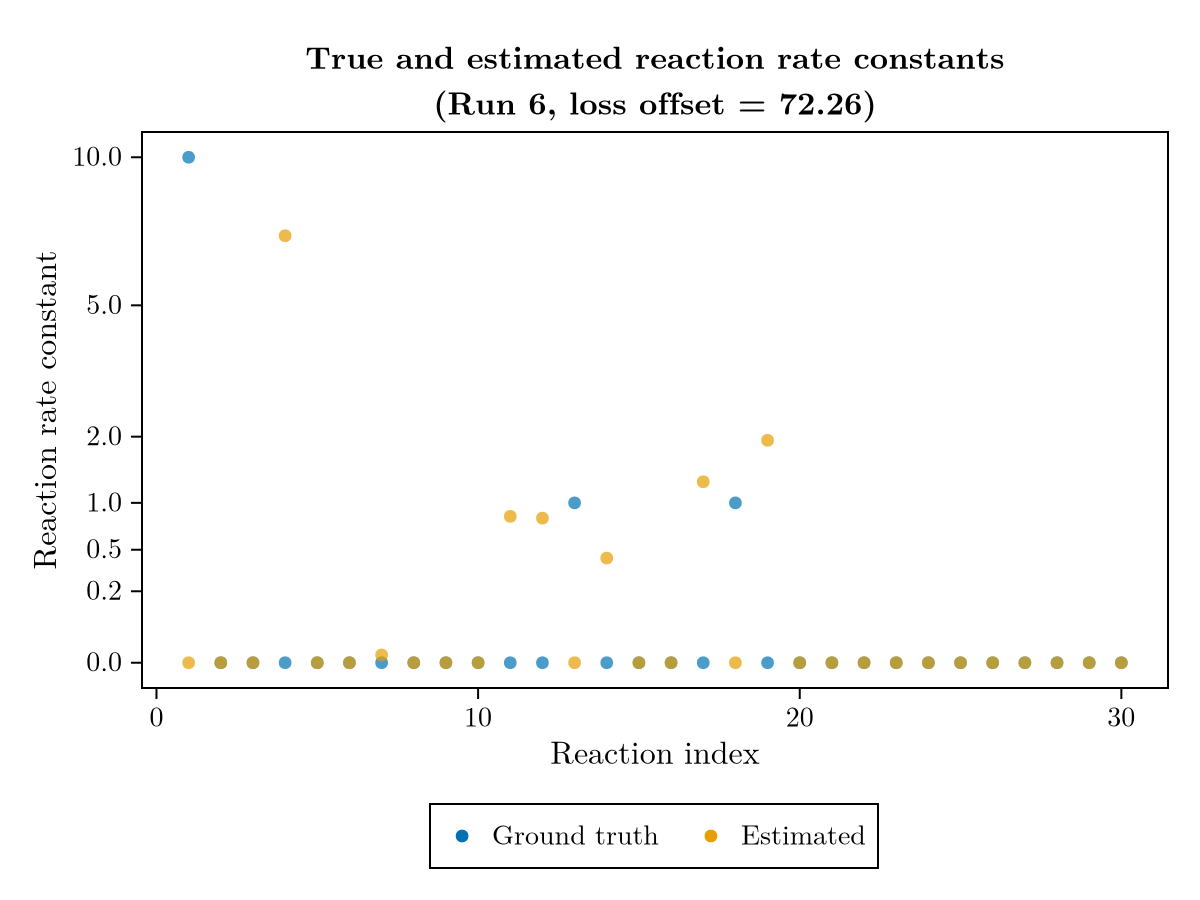 True and estimated reaction rate constants
(Run 6, loss offset = 72.26)
Reaction rate constant
10.0
5.0
2.0
1.0
0.5
0.2
0.0
0 10 20 30
Reaction index
Ground truth Estimated